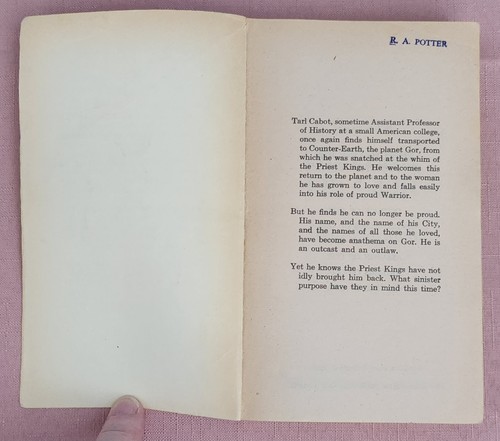 R. A. POTTER
Tarl Cabot, sometime Assistant Professor
of History at a small American college,
once again finds himself transported
to Counter-Earth, the planet Gor, from
which he was snatched at the whim of
the Priest Kings. He welcomes this
return to the planet and to the woman
he has grown to love and falls easily
into his role of proud Warrior.
But he finds he can no longer be proud.
His name, and the name of his City,
and the names of all those he loved,
have become anathema on Gor. He is
an outcast and an outlaw.
Yet he knows the Priest Kings have not
idly brought him back. What sinister
purpose have they in mind this time?